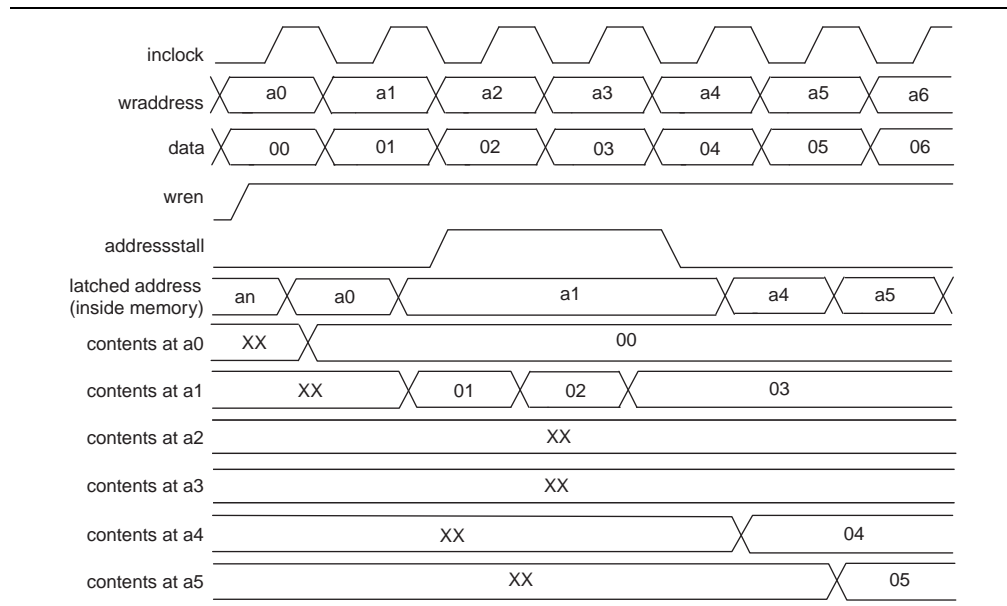 inclock
wraddress a0 a1 a2 a3 a4 a5 a6
data 00 01 02 03 04 05 06
wren
addressstall
latched address
(inside memory) an a0 a1 a4 a5
contents at a0 XX 00
contents at a1 XX 01 02 03
contents at a2 XX
contents at a3 XX
contents at a4 XX 04
contents at a5 XX 05